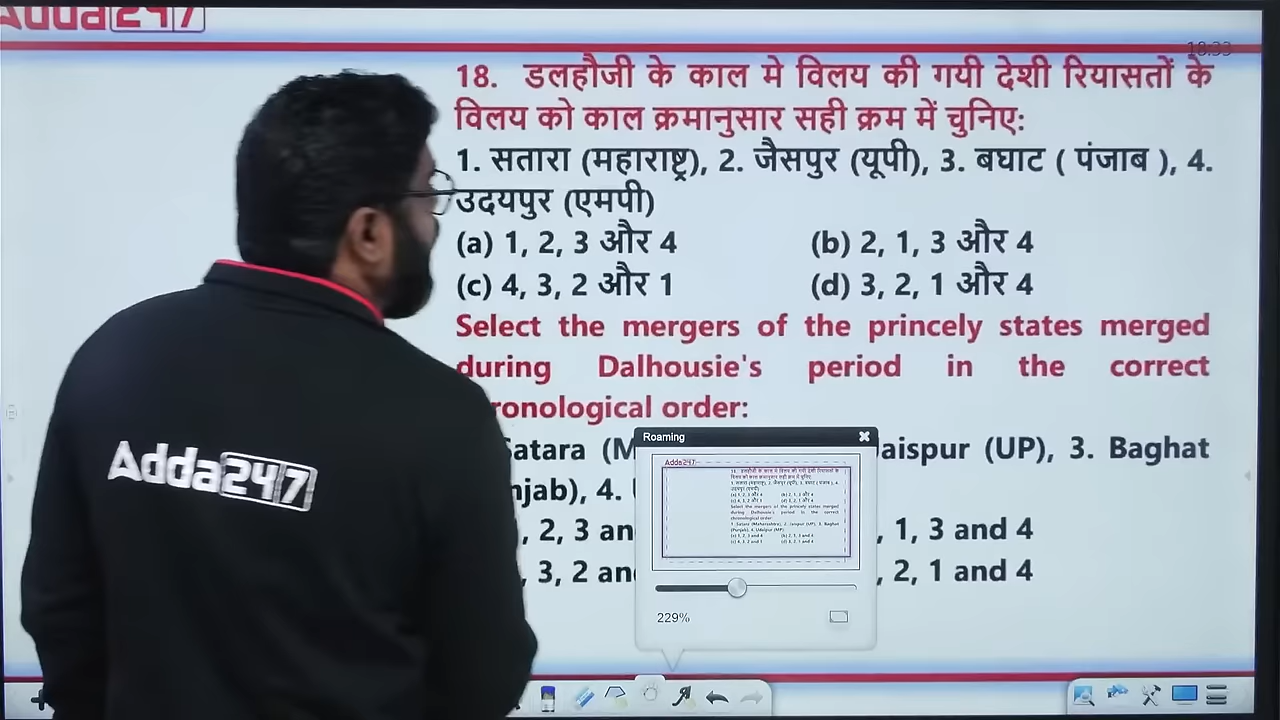 Adda247
18:33
18. डलहौजी के काल मे विलय की गयी देशी रियासतों के
विलय को काल क्रमानुसार सही क्रम में चुनिए:
1. सतारा (महाराष्ट्र), 2. जैसपुर (यूपी), 3. बघाट ( पंजाब ), 4.
उदयपुर (एमपी)
(a) 1, 2, 3 और 4 (b) 2, 1, 3 और 4
(c) 4, 3, 2 और 1 (d) 3, 2, 1 और 4
Select the mergers of the princely states merged
during Dalhousie's period in the correct
ronological order:
Satara (M aispur (UP), 3. Baghat
njab), 4.
, 2, 3 an , 1, 3 and 4
, 3, 2 an , 2, 1 and 4
Roaming
229%
Adda247